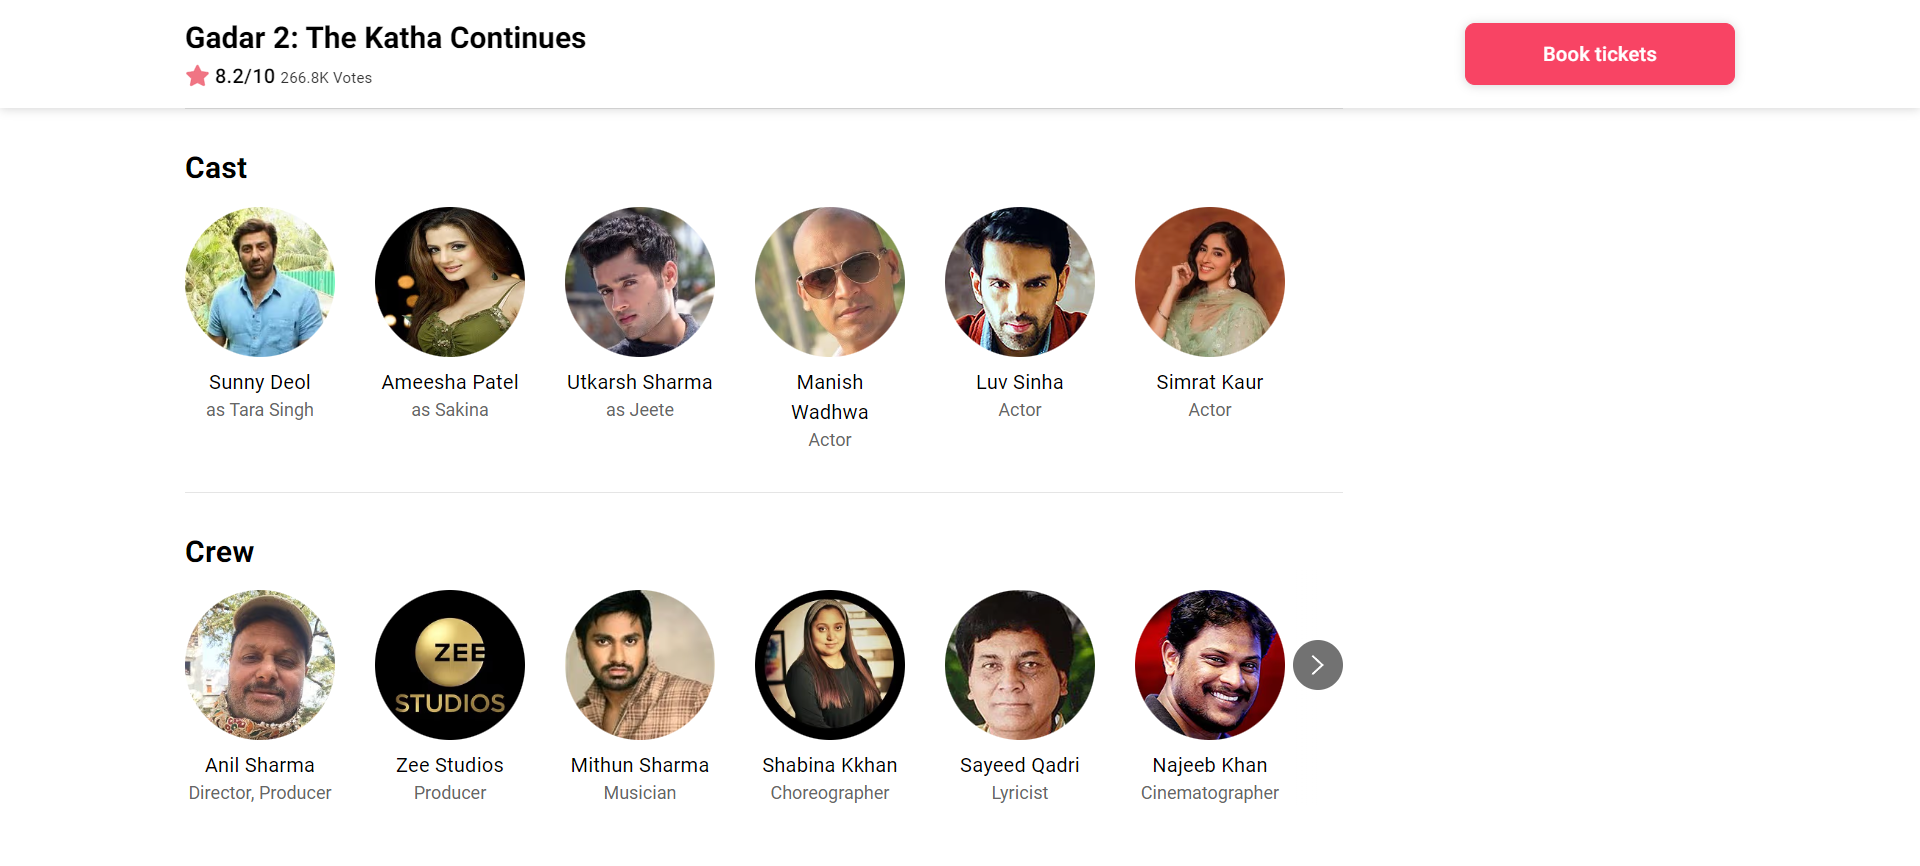 Gadar 2: The Katha Continues
8.2/10 266.8K Votes
Book tickets
Cast
Sunny Deol
as Tara Singh
Ameesha Patel
as Sakina
Utkarsh Sharma
as Jeete
Manish
Wadhwa
Actor
Luv Sinha
Actor
Simrat Kaur
Actor
Crew
ZEE
STUDIOS
Anil Sharma
Director, Producer
Zee Studios
Producer
Mithun Sharma
Musician
Shabina Kkhan
Choreographer
Sayeed Qadri
Lyricist
Najeeb Khan
Cinematographer